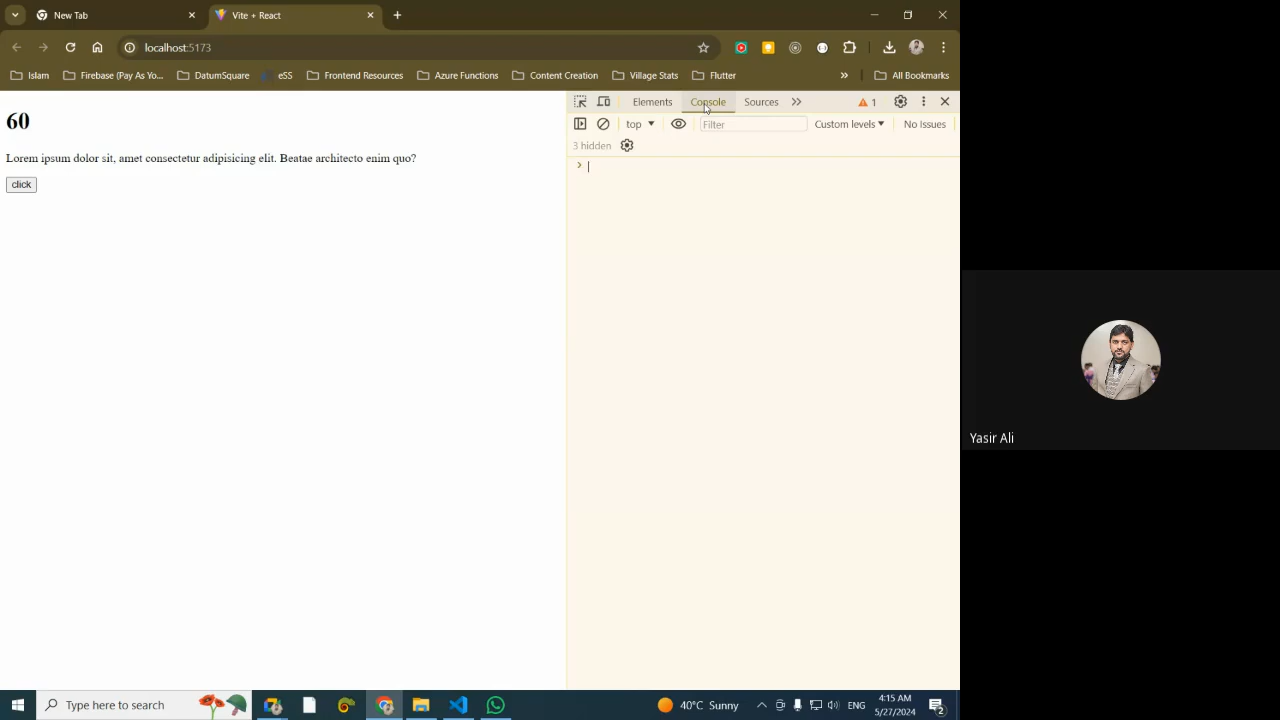 New Tab
Vite + React
localhost:5173
Islam
Firebase (Pay As Yo...
DatumSquare
eSS
Frontend Resources
Azure Functions
Content Creation
Village Stats
Flutter
All Bookmarks
60
Lorem ipsum dolor sit, amet consectetur adipisicing elit. Beatae architecto enim quo?
click
Elements
Console
Sources
1
top
Filter
Custom levels
No Issues
3 hidden
Yasir Ali
Type here to search
40°C Sunny
ENG
4:15 AM
5/27/2024
2